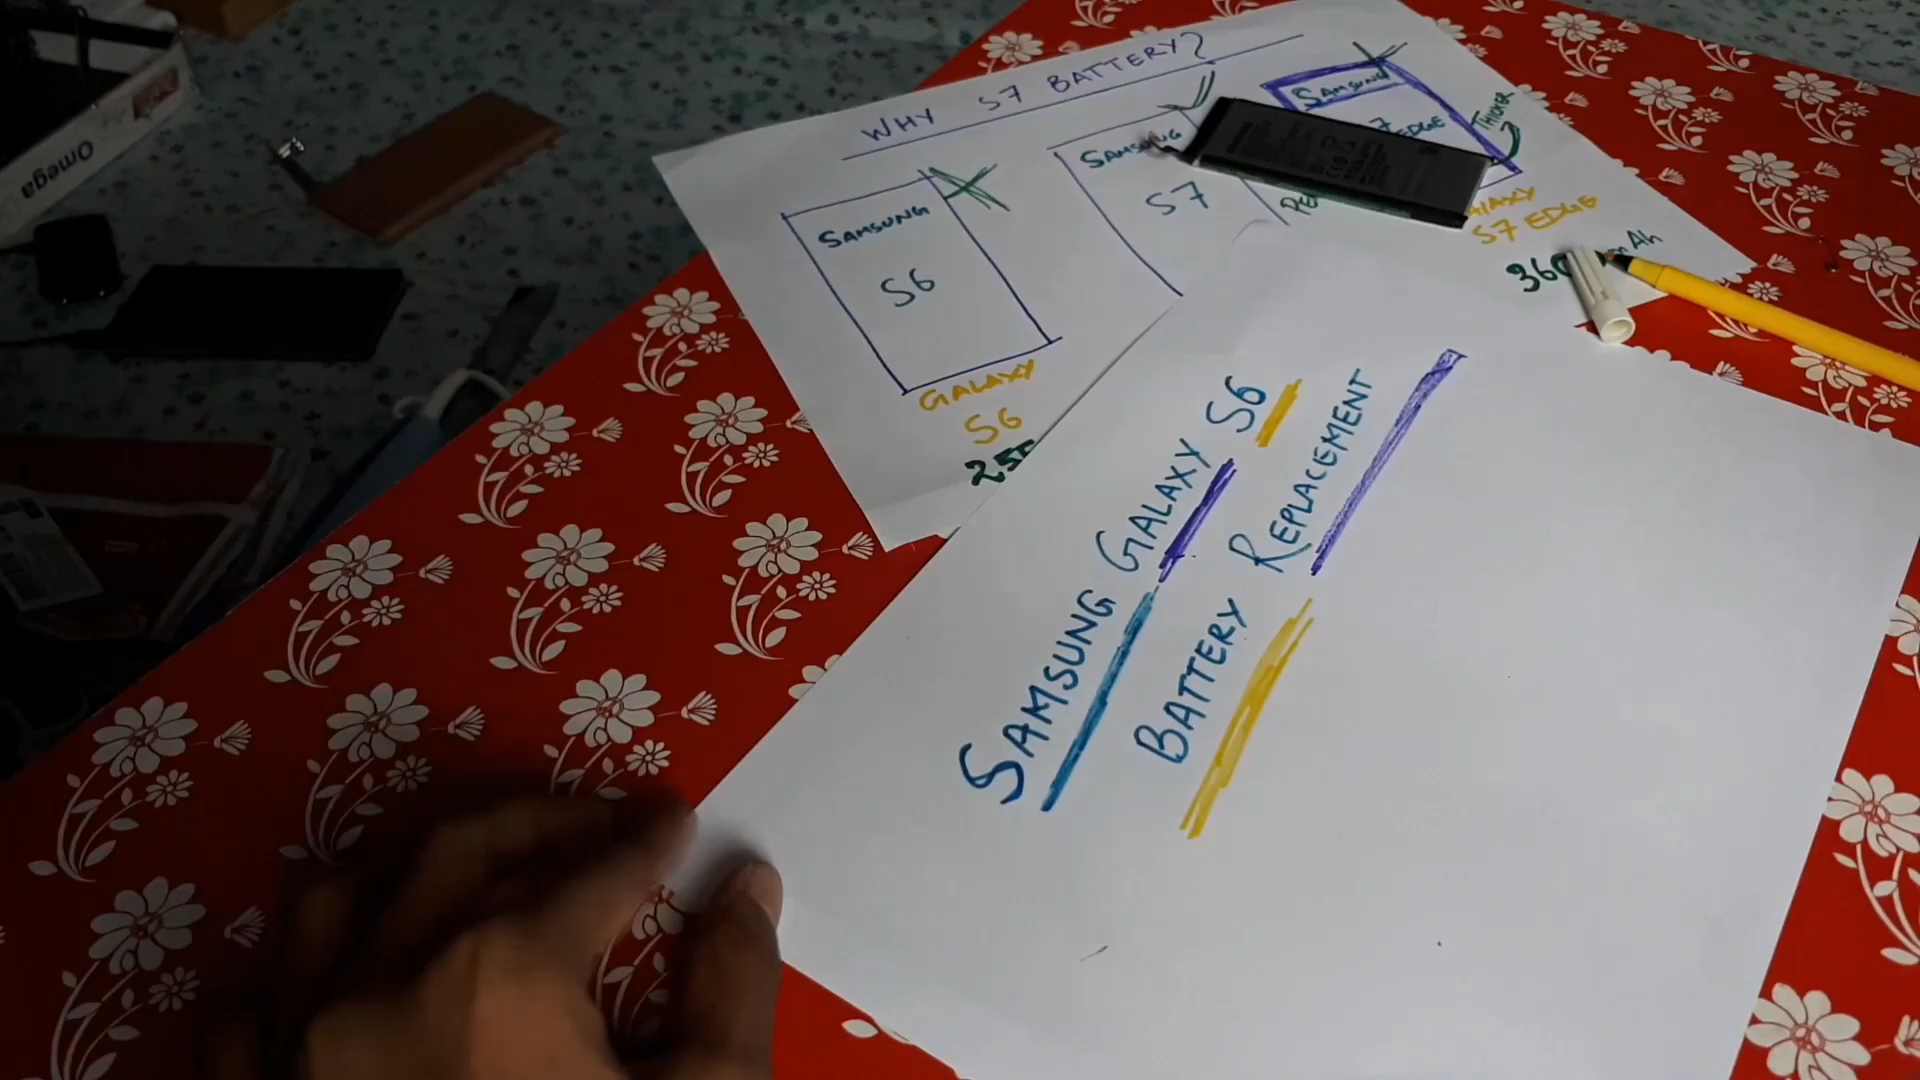 WHY S7 BATTERY?
SAMSUNG
S6
GALAXY
S6
SAMSUNG
S7
SAMSUNG
EDGE
THICKER
S7 EDGE
mAh
SAMSUNG GALAXY S6
BATTERY REPLACEMENT
Omega